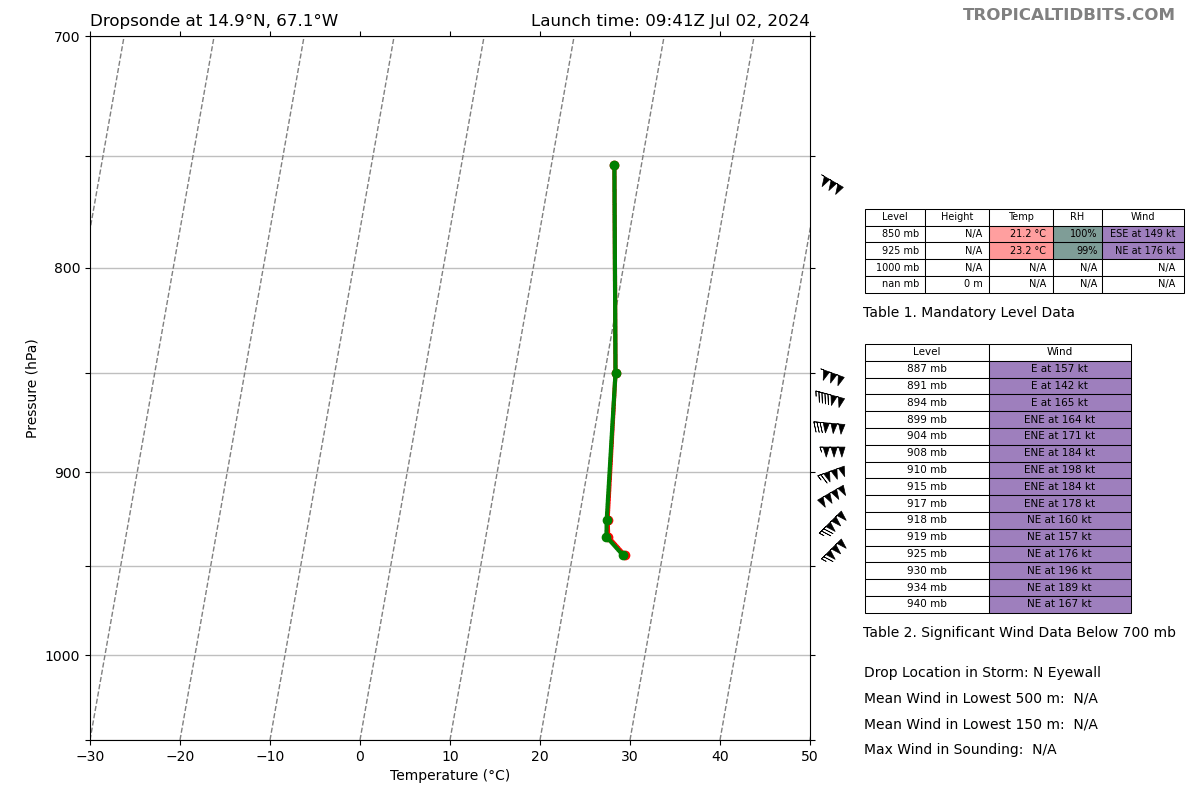 Dropsonde at 14.9°N, 67.1°W Launch time: 09:41Z Jul 02, 2024
TROPICALTIDBITS.COM
700
800
900
1000
Pressure (hPa)
−30 −20 −10 0 10 20 30 40 50
Temperature (°C)
Level Height Temp RH Wind
850 mb N/A 21.2 °C 100% ESE at 149 kt
925 mb N/A 23.2 °C 99% NE at 176 kt
1000 mb N/A N/A N/A N/A
nan mb 0 m N/A N/A N/A
Table 1. Mandatory Level Data
Level Wind
887 mb E at 157 kt
891 mb E at 142 kt
894 mb E at 165 kt
899 mb ENE at 164 kt
904 mb ENE at 171 kt
908 mb ENE at 184 kt
910 mb ENE at 198 kt
915 mb ENE at 184 kt
917 mb ENE at 178 kt
918 mb NE at 160 kt
919 mb NE at 157 kt
925 mb NE at 176 kt
930 mb NE at 196 kt
934 mb NE at 189 kt
940 mb NE at 167 kt
Table 2. Significant Wind Data Below 700 mb
Drop Location in Storm: N Eyewall
Mean Wind in Lowest 500 m: N/A
Mean Wind in Lowest 150 m: N/A
Max Wind in Sounding: N/A